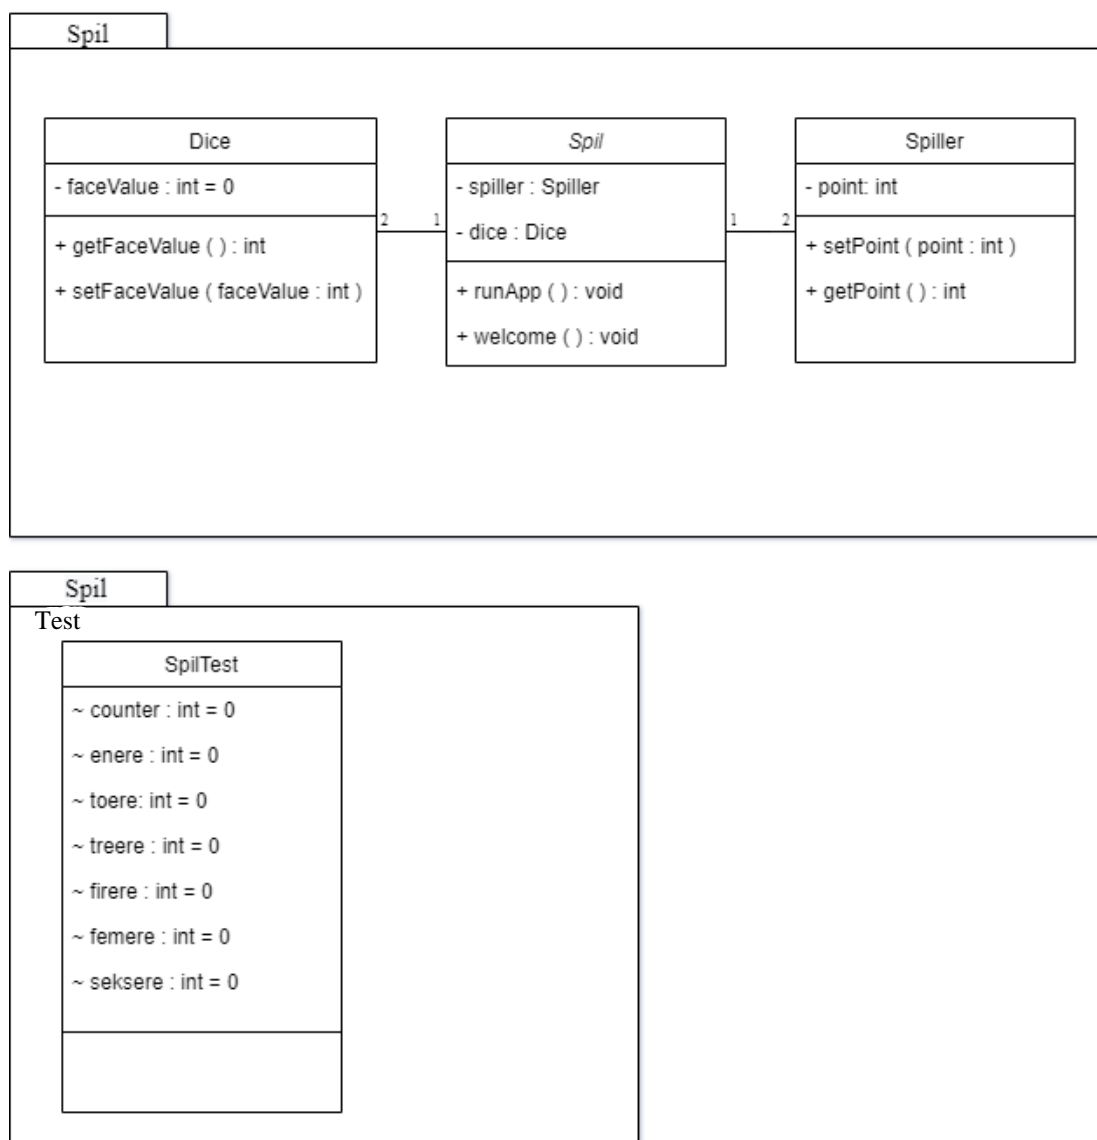 Spil
Dice
- faceValue : int = 0
+ getFaceValue ( ) : int
+ setFaceValue ( faceValue : int )
2 1
Spil
- spiller : Spiller
- dice : Dice
+ runApp ( ) : void
+ welcome ( ) : void
1 2
Spiller
- point: int
+ setPoint ( point : int )
+ getPoint ( ) : int
Spil
Test
SpilTest
~ counter : int = 0
~ enere : int = 0
~ toere: int = 0
~ treere : int = 0
~ firere : int = 0
~ femere : int = 0
~ seksere : int = 0